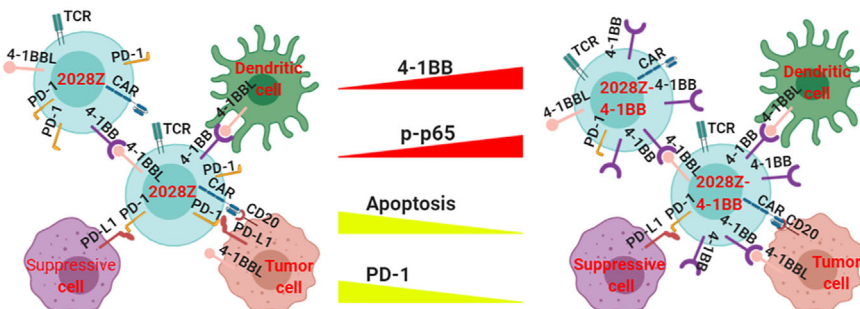 TCR
4-1BBL
PD-1
2028Z
CAR
PD-1
PD-1
4-1BB
4-1BBL
Dendritic
cell
4-1BBL
4-1BB
TCR
PD-1
2028Z
CAR
CD20
PD-1
PD-1
PD-L1
PD-L1
4-1BBL
Suppressive
cell
Tumor
cell
4-1BB
p-p65
Apoptosis
PD-1
4-1BB
TCR
CAR
4-1BB
2028Z-
4-1BB
4-1BBL
PD-1
4-1BB
4-1BB
4-1BBL
Dendritic
cell
4-1BBL
4-1BB
TCR
4-1BB
2028Z-
4-1BB
CAR
CD20
PD-1
PD-L1
4-1BB
4-1BB
4-1BBL
Suppressive
cell
Tumor
cell